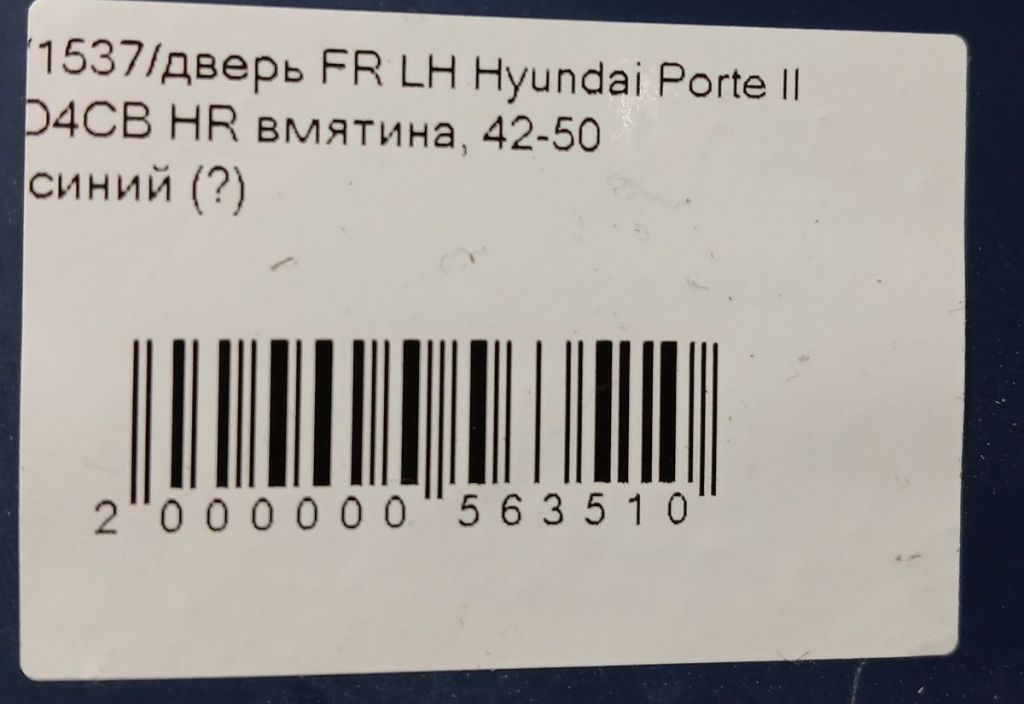 /1537/дверь FR LH Hyundai Porte II
D4CB HR вмятина, 42-50
синий (?)
2 000000 563510